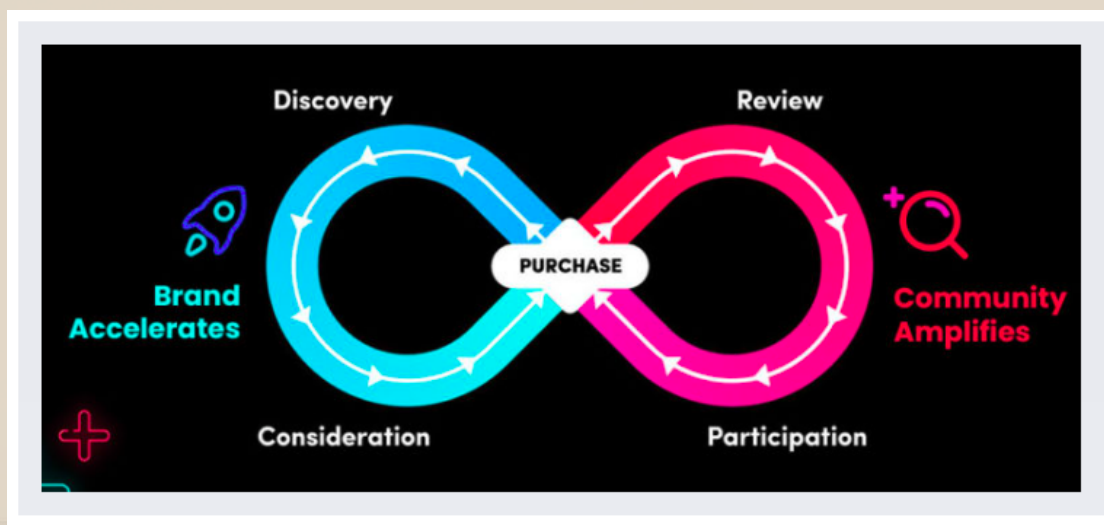 Discovery
Review
PURCHASE
Brand
Accelerates
Community
Amplifies
Consideration
Participation